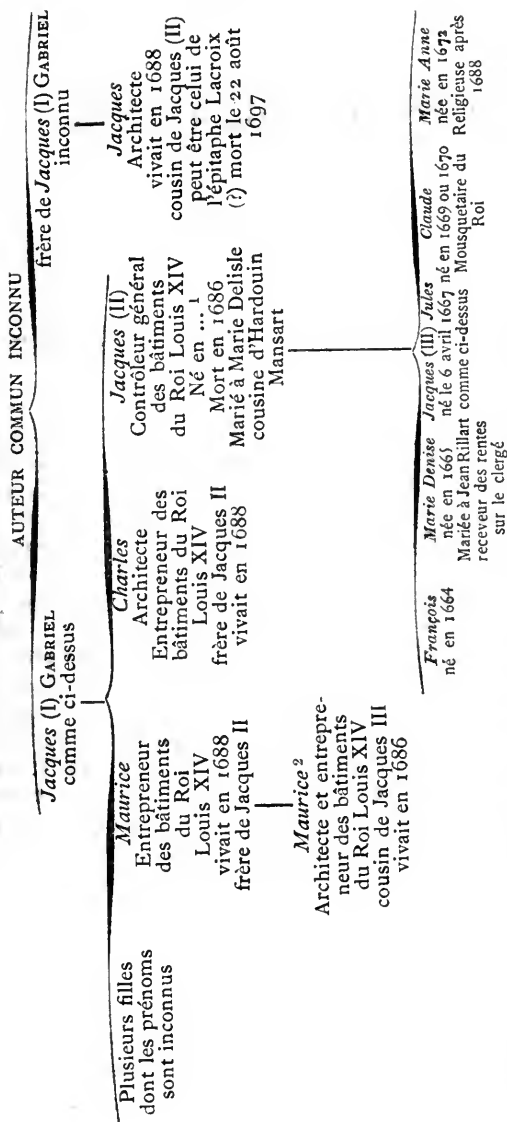 AUTEUR COMMUN INCONNU
Jacques (I) GABRIEL
comme ci-dessus
frère de Jacques (I) GABRIEL
inconnu
Plusieurs filles
dont les prénoms
sont inconnus
Maurice
Entrepreneur
des bâtiments
du Roi
Louis XIV
vivait en 1688
frère de Jacques II
Charles
Architecte
Entrepreneur des
bâtiments du Roi
Louis XIV
frère de Jacques II
vivait en 1688
Jacques (II)
Contrôleur général
des bâtiments
du Roi Louis XIV
Né en ... 1
Mort en 1686
Marié à Marie Delisle
cousine d'Hardouin
Mansart
Jacques
Architecte
vivait en 1688
cousin de Jacques (II)
peut être celui de
l'épitaphe Lacroix
(?) mort le 22 août
1697
Maurice 2
Architecte et entrepre-
neur des bâtiments
du Roi Louis XIV
cousin de Jacques III
vivait en 1686
François
né en 1664
Marie Denise
née en 1665
Mariée à Jean Rillart
receveur des rentes
sur le clergé
Jacques (III) Jules
né le 6 avril 1667
comme ci-dessus
Claude
né en 1669 ou 1670
Mousquetaire du
Roi
Marie Anne
née en 1672
Religieuse après
1688